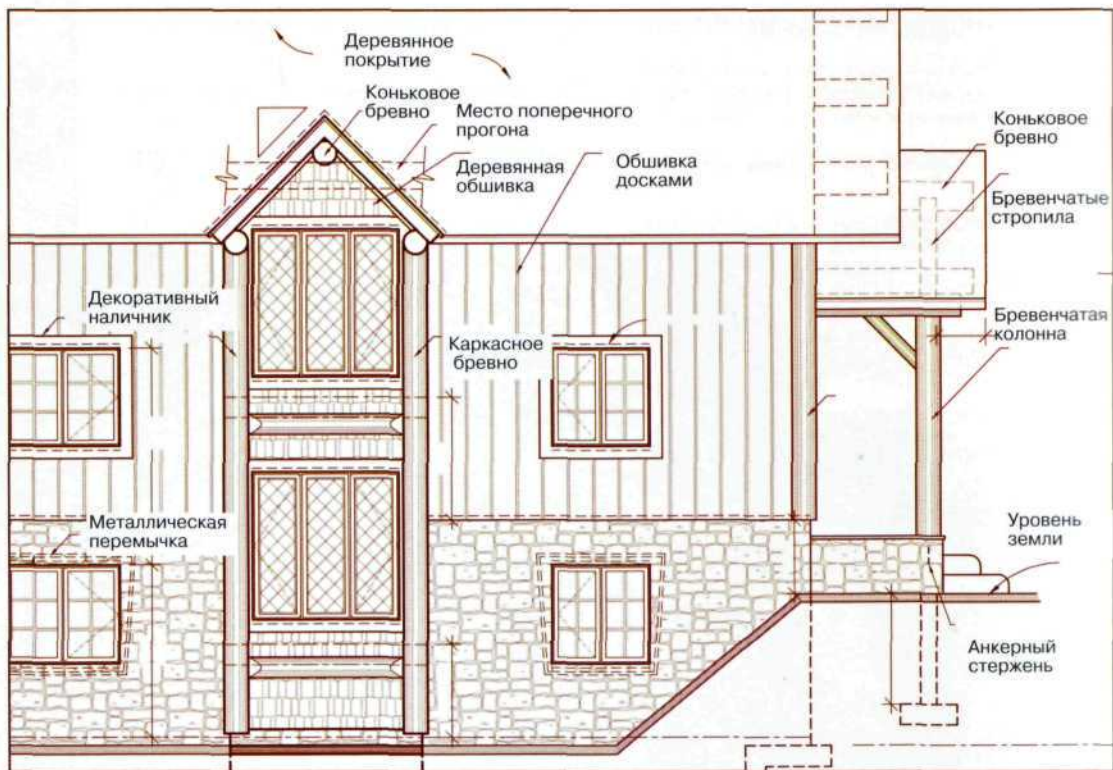 Деревянное
покрытие
Коньковое
бревно
Место поперечного
прогона
Деревянная
обшивка
Обшивка
досками
Коньковое
бревно
Бревенчатые
стропила
Декоративный
наличник
Каркасное
бревно
Бревенчатая
колонна
Металлическая
перемычка
Уровень
земли
Анкерный
стержень